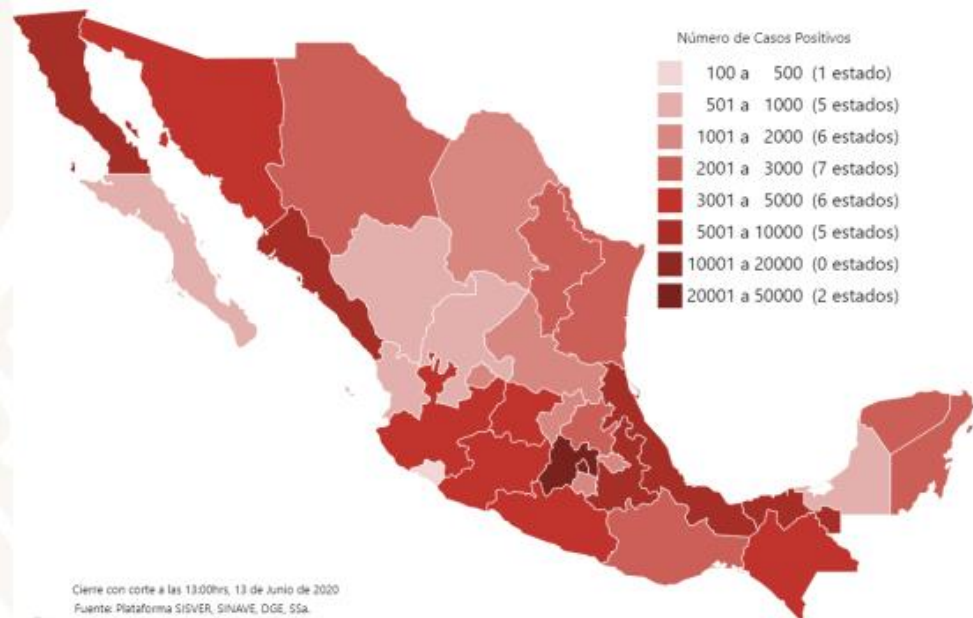 Número de Casos Positivos
100 a 500 (1 estado)
501 a 1000 (5 estados)
1001 a 2000 (6 estados)
2001 a 3000 (7 estados)
3001 a 5000 (6 estados)
5001 a 10000 (5 estados)
10001 a 20000 (0 estados)
20001 a 50000 (2 estados)
Cierre con corte a las 13:00hrs, 13 de Junio de 2020
Fuente: Plataforma SISVER, SINAVE, DGE, SSa.